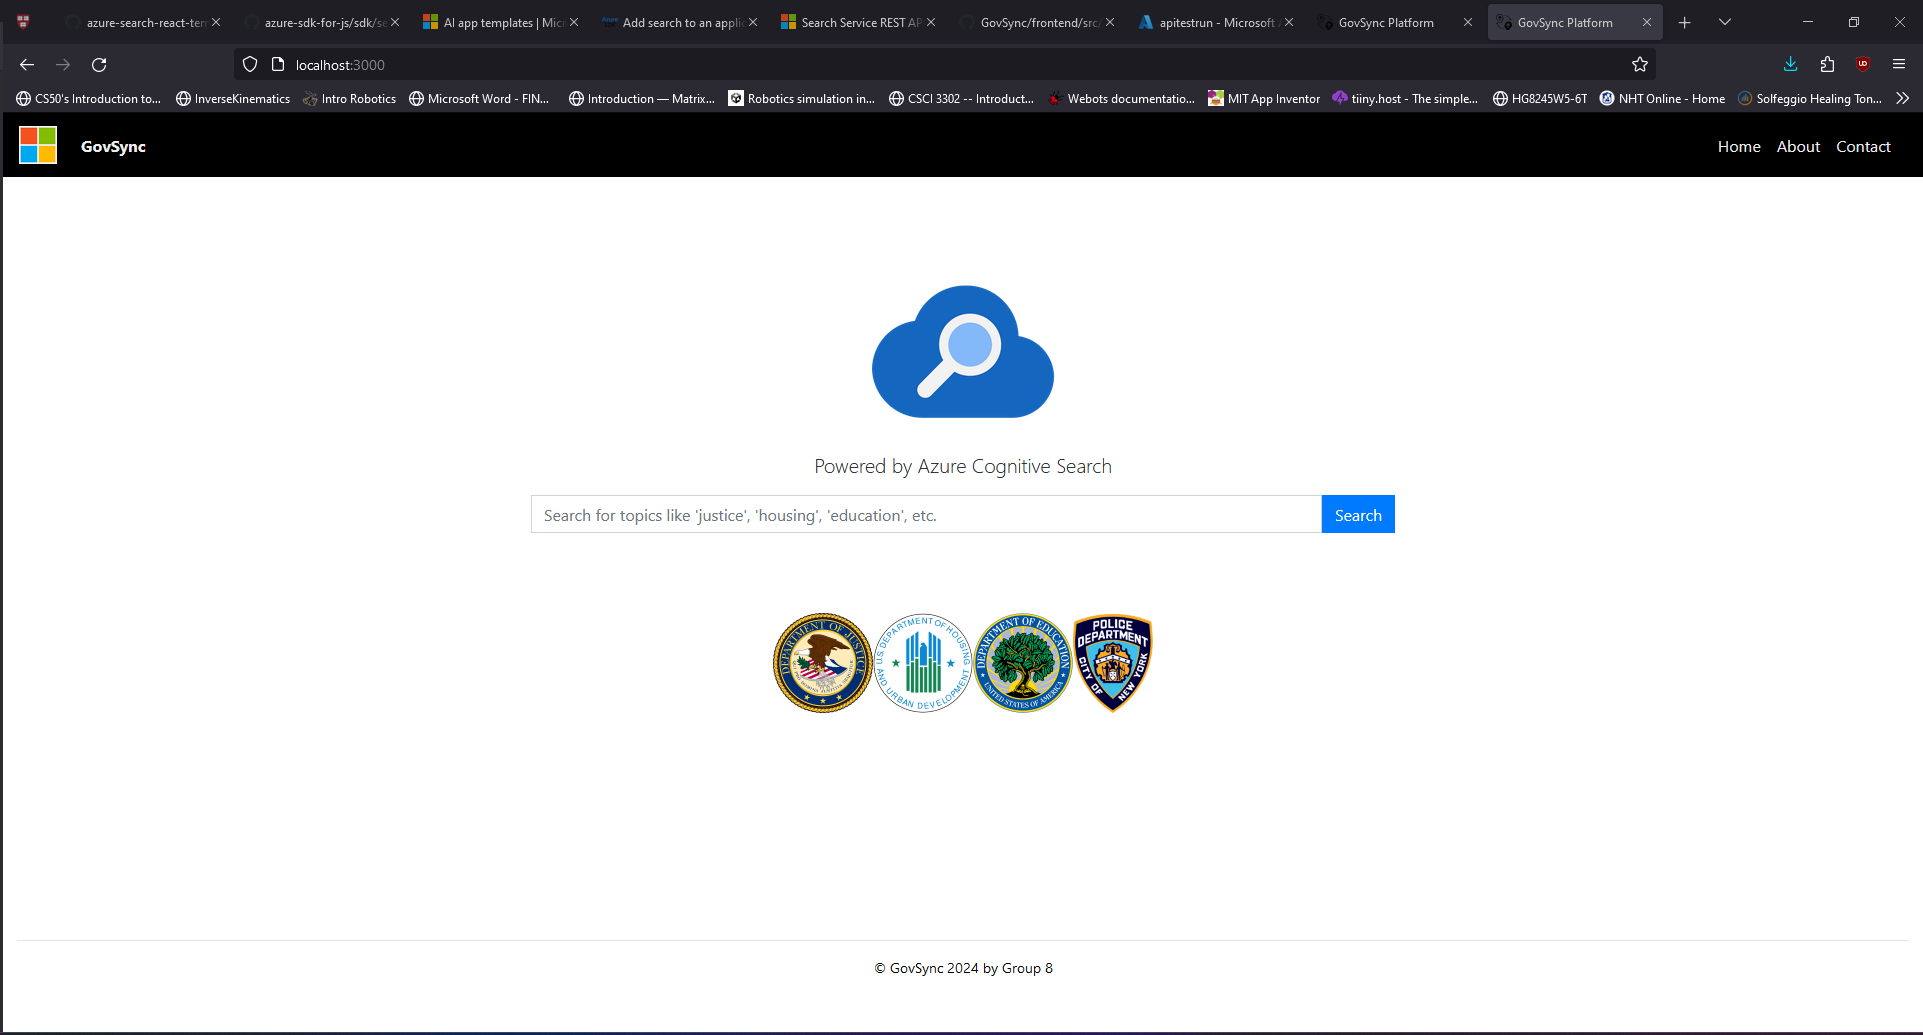 azure-search-react-tem
azure-sdk-for-js/sdk/se
AI app templates | Micr
Add search to an applic
Search Service REST AP
GovSync/frontend/src/
apitestrun - Microsoft A
GovSync Platform
GovSync Platform
localhost:3000
CS50's Introduction to...
InverseKinematics
Intro Robotics
Microsoft Word - FIN...
Introduction — Matrix...
Robotics simulation in...
CSCI 3302 -- Introduct...
Webots documentatio...
MIT App Inventor
tiiny.host - The simple...
HG8245W5-6T
NHT Online - Home
Solfeggio Healing Ton...
GovSync
Home
About
Contact
Powered by Azure Cognitive Search
Search for topics like 'justice', 'housing', 'education', etc.
Search
DEPARTMENT OF JUSTICE
U.S. DEPARTMENT OF HOUSING
AND URBAN DEVELOPMENT
DEPARTMENT OF EDUCATION
UNITED STATES OF AMERICA
POLICE
DEPARTMENT
CITY OF
NEW YORK
© GovSync 2024 by Group 8